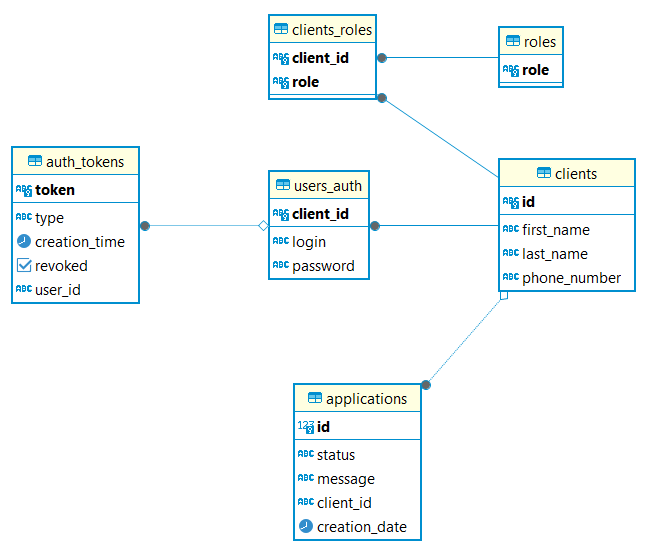 clients_roles
client_id
role
roles
role
auth_tokens
token
type
creation_time
revoked
user_id
users_auth
client_id
login
password
clients
id
first_name
last_name
phone_number
applications
id
status
message
client_id
creation_date